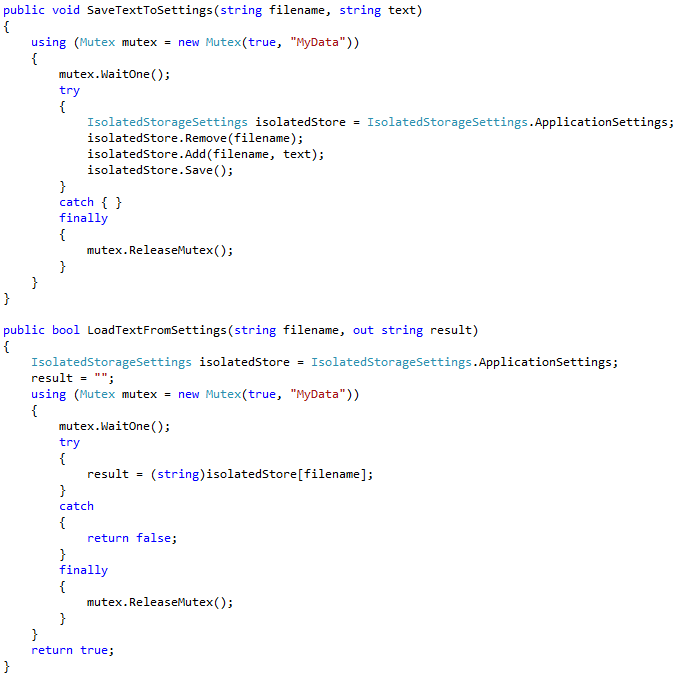 public void SaveTextToSettings(string filename, string text)
{
    using (Mutex mutex = new Mutex(true, "MyData"))
    {
        mutex.WaitOne();
        try
        {
            IsolatedStorageSettings isolatedStore = IsolatedStorageSettings.ApplicationSettings;
            isolatedStore.Remove(filename);
            isolatedStore.Add(filename, text);
            isolatedStore.Save();
        }
        catch { }
        finally
        {
            mutex.ReleaseMutex();
        }
    }
}

public bool LoadTextFromSettings(string filename, out string result)
{
    IsolatedStorageSettings isolatedStore = IsolatedStorageSettings.ApplicationSettings;
    result = "";
    using (Mutex mutex = new Mutex(true, "MyData"))
    {
        mutex.WaitOne();
        try
        {
            result = (string)isolatedStore[filename];
        }
        catch
        {
            return false;
        }
        finally
        {
            mutex.ReleaseMutex();
        }
    }
    return true;
}